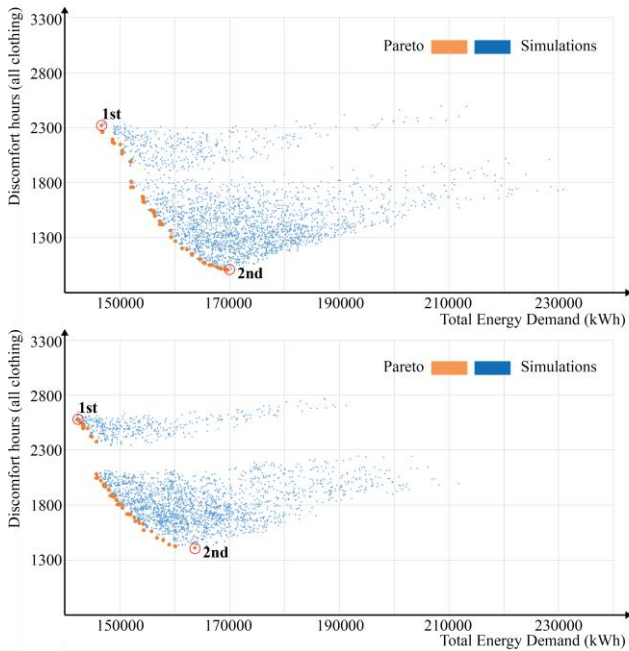 3300
Pareto Simulations
2800
1st
2300
1800
1300
2nd
Discomfort hours (all clothing)
150000 170000 190000 210000 230000
Total Energy Demand (kWh)
3300
Pareto Simulations
2800
1st
2300
1800
1300
2nd
Discomfort hours (all clothing)
150000 170000 190000 210000 230000
Total Energy Demand (kWh)